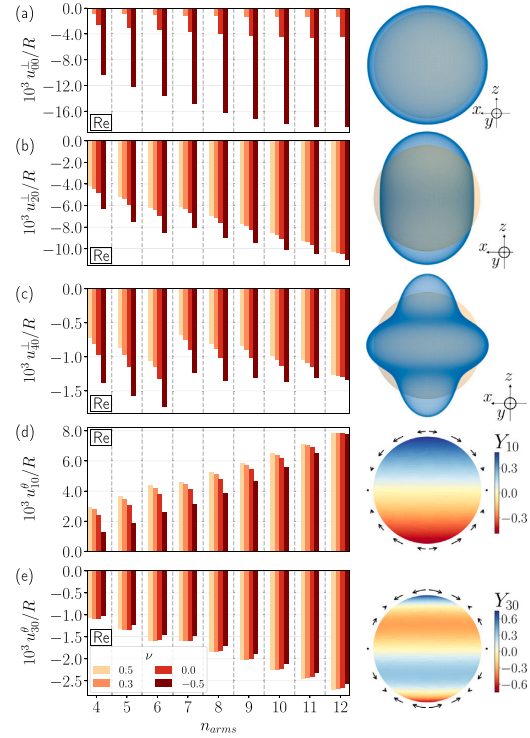 (a)
10³ u⊥00/R
0.0
−4.0
−8.0
−12.0
−16.0
Re
z
x
y
(b)
10³ u⊥20/R
0.0
−2.0
−4.0
−6.0
−8.0
−10.0
Re
z
x
y
(c)
10³ u⊥40/R
0.0
−0.5
−1.0
−1.5
Re
z
x
y
(d)
10³ uθ10/R
8.0
6.0
4.0
2.0
0.0
Re
Y10
0.3
0.0
−0.3
(e)
10³ uθ30/R
0.0
−0.5
−1.0
−1.5
−2.0
−2.5
Re
ν
0.5 0.0
0.3 −0.5
Y30
0.6
0.3
0.0
−0.3
−0.6
4 5 6 7 8 9 10 11 12
narms